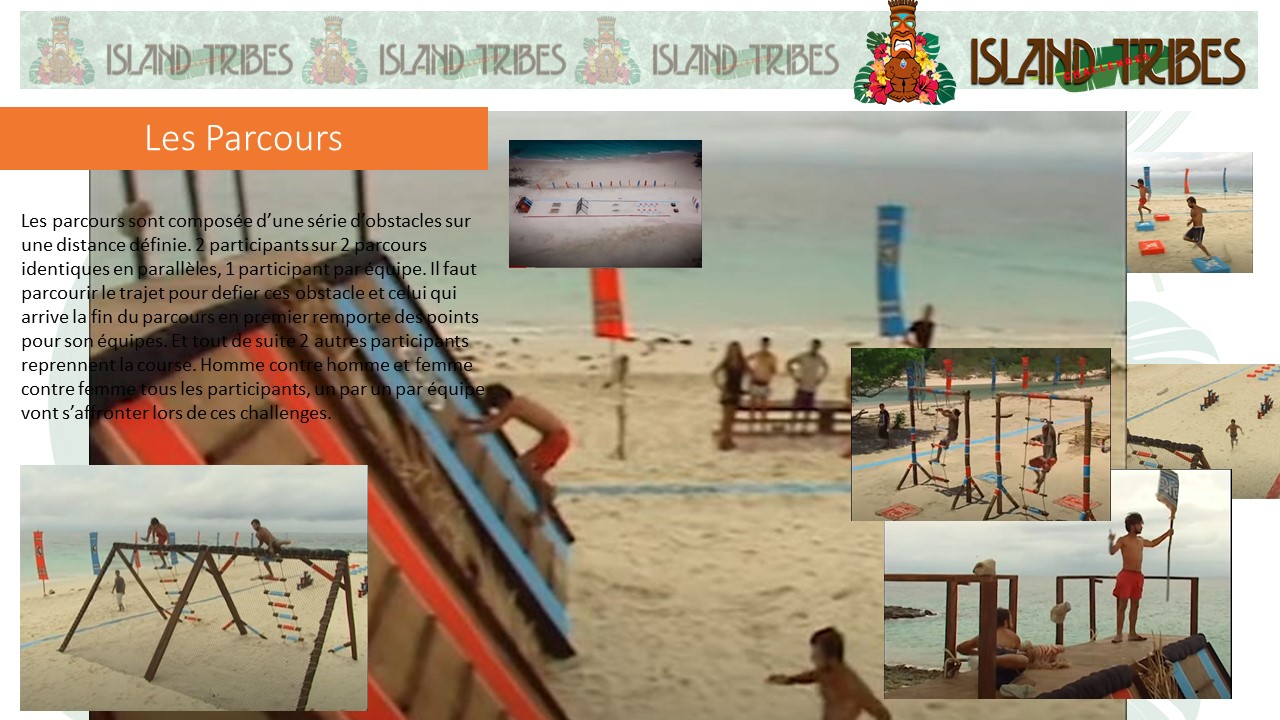 ISLAND TRIBES ISLAND TRIBES ISLAND TRIBES ISLAND TRIBES
CHALLENGES
Les Parcours
Les parcours sont composée d’une série d’obstacles sur
une distance définie. 2 participants sur 2 parcours
identiques en parallèles, 1 participant par équipe. Il faut
parcourir le trajet pour defier ces obstacle et celui qui
arrive la fin du parcours en premier remporte des points
pour son équipes. Et tout de suite 2 autres participants
reprennent la course. Homme contre homme et femme
contre femme tous les participants, un par un par équipe
vont s’affronter lors de ces challenges.